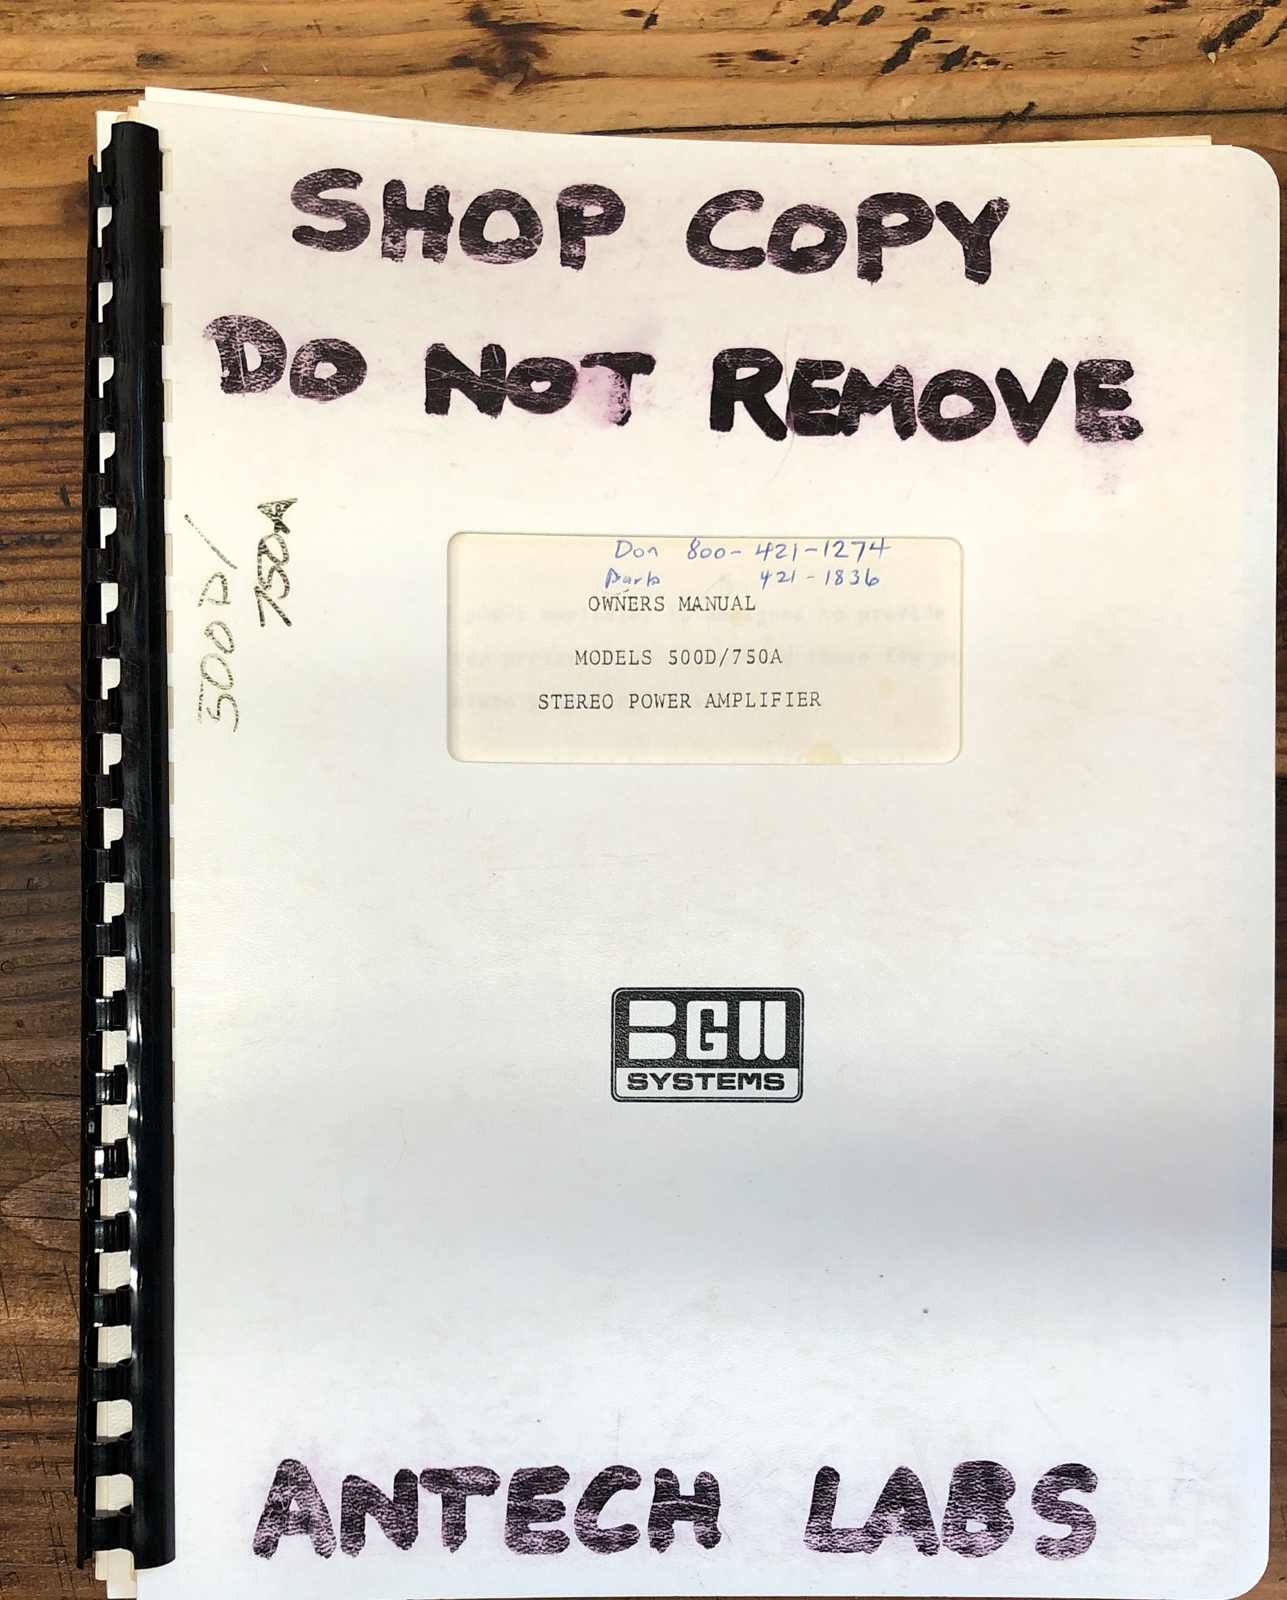 SHOP COPY
DO NOT REMOVE
500D/
750A
Don 800-421-1274
Barb 421-1836
OWNERS MANUAL
MODELS 500D/750A
STEREO POWER AMPLIFIER
BGW
SYSTEMS
ANTECH LABS